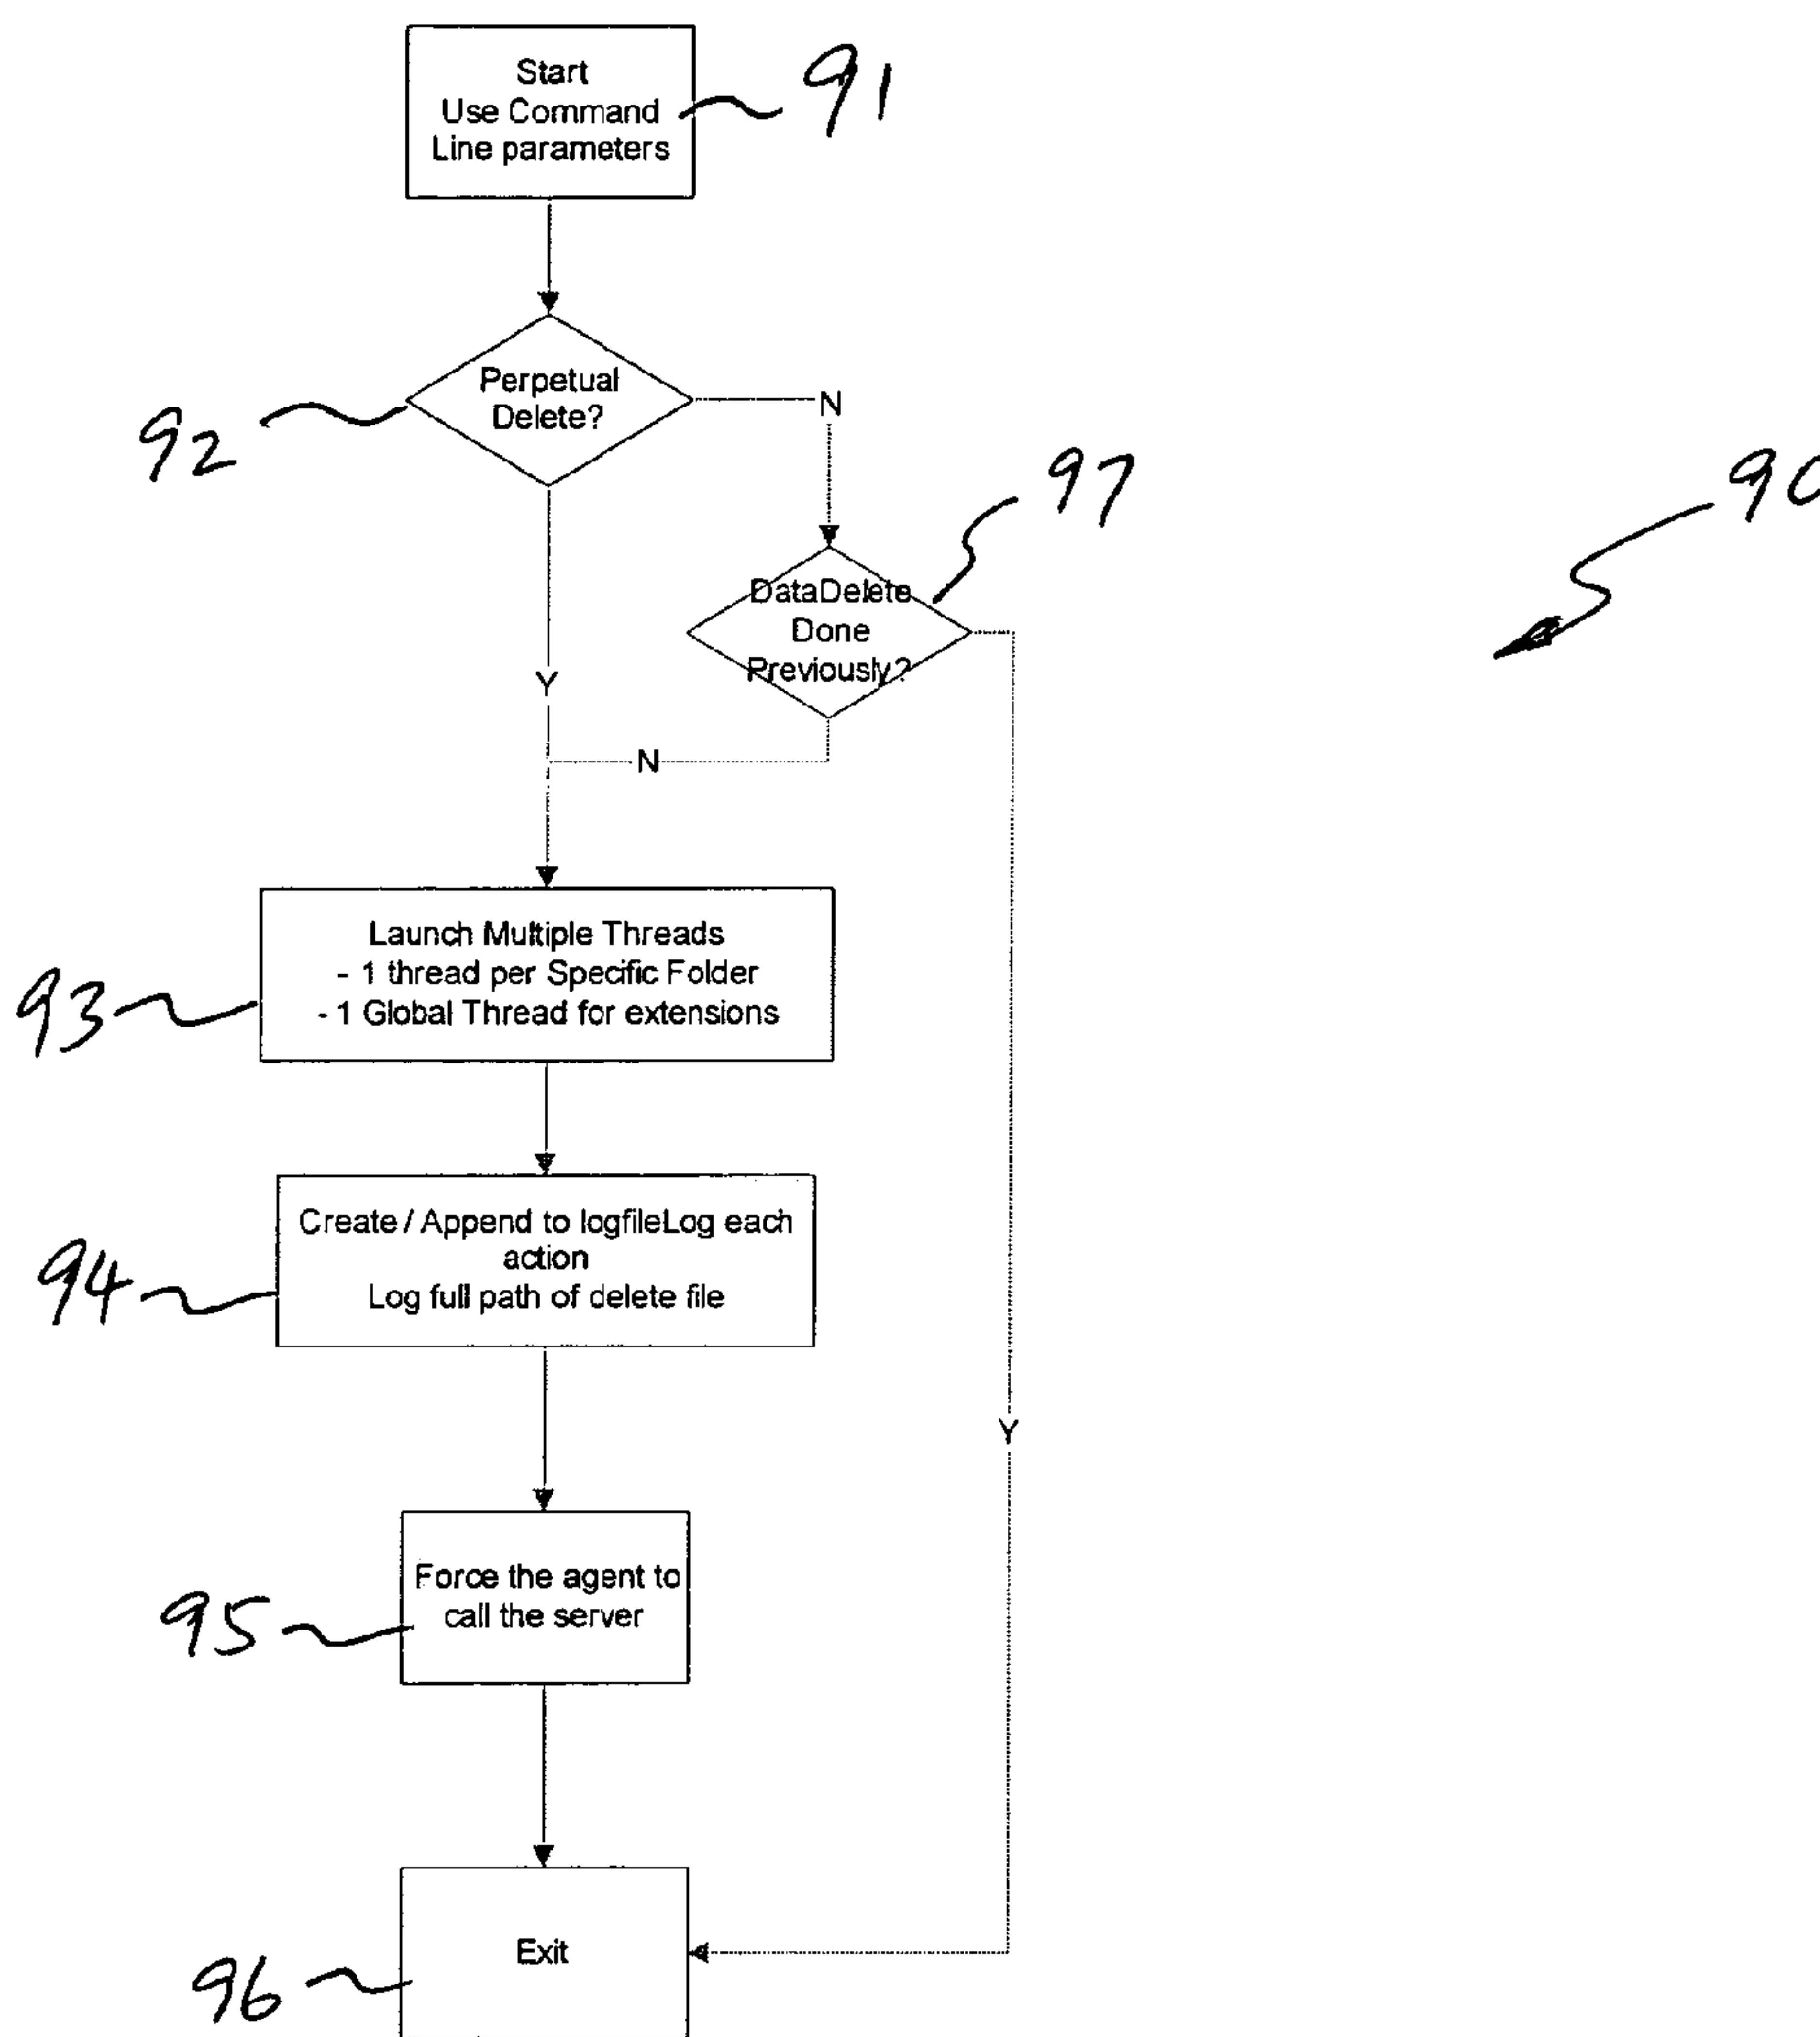 Start
Use Command
Line parameters
91
Perpetual
Delete?
N
92
97
90
DataDelete
Done
Previously?
Y
N
Launch Multiple Threads
- 1 thread per Specific Folder
- 1 Global Thread for extensions
93
Create / Append to logfileLog each
action
Log full path of delete file
94
Y
Force the agent to
call the server
95
Exit
96